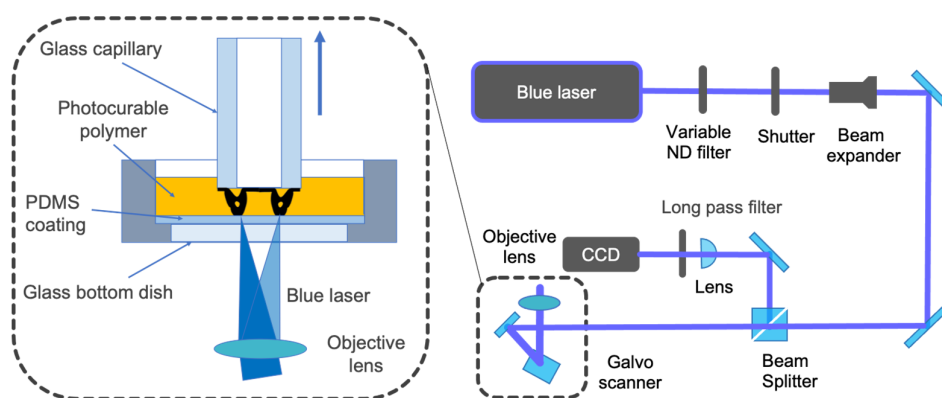 Glass capillary
Photocurable
polymer
PDMS
coating
Glass bottom dish
Blue laser
Objective
lens
Blue laser
Variable
ND filter
Shutter
Beam
expander
Long pass filter
Objective
lens
CCD
Lens
Galvo
scanner
Beam
Splitter